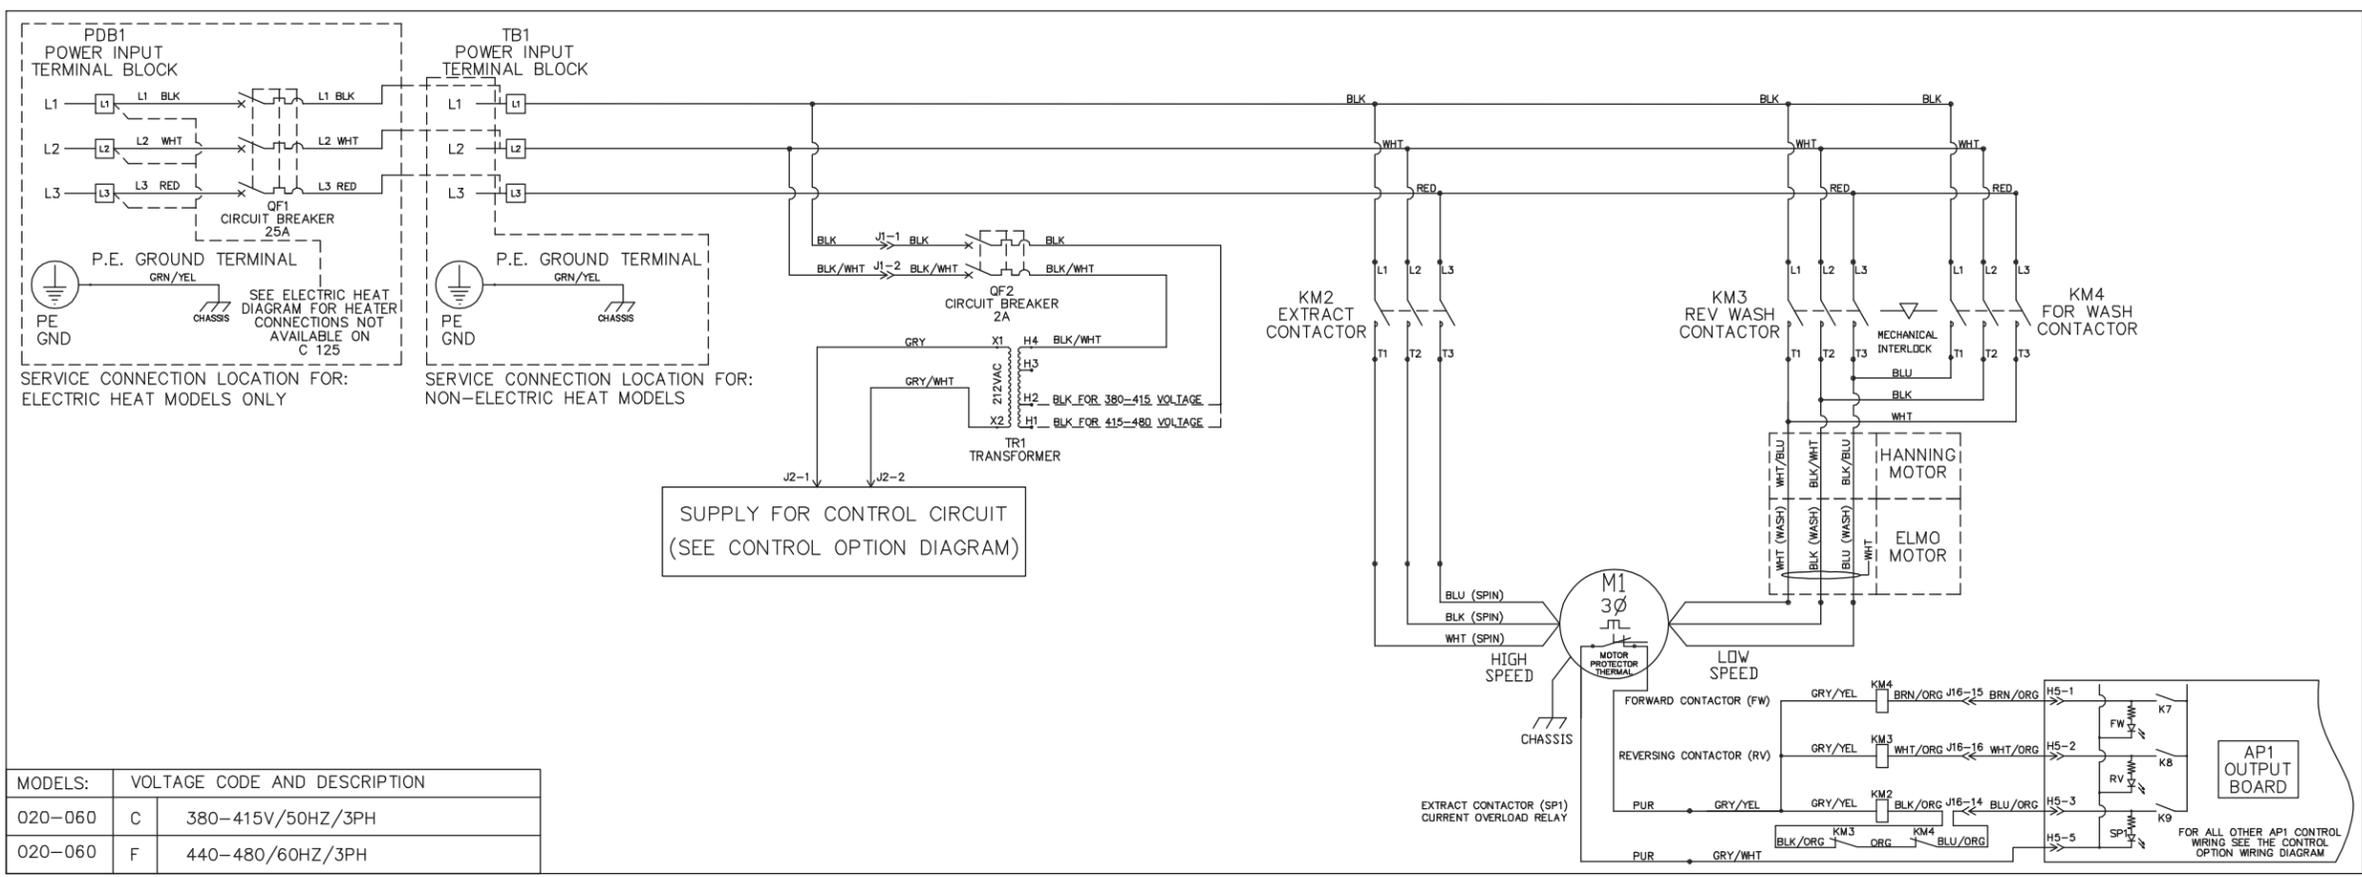 PDB1
POWER INPUT
TERMINAL BLOCK
L1
L1
L1 BLK
L1 BLK
L2
L2
L2 WHT
L2 WHT
L3
L3
L3 RED
L3 RED
QF1
CIRCUIT BREAKER
25A
P.E. GROUND TERMINAL
GRN/YEL
CHASSIS
PE
GND
SEE ELECTRIC HEAT
DIAGRAM FOR HEATER
CONNECTIONS NOT
AVAILABLE ON
C 125
SERVICE CONNECTION LOCATION FOR:
ELECTRIC HEAT MODELS ONLY
TB1
POWER INPUT
TERMINAL BLOCK
L1
L1
L2
L2
L3
L3
P.E. GROUND TERMINAL
GRN/YEL
CHASSIS
PE
GND
SERVICE CONNECTION LOCATION FOR:
NON-ELECTRIC HEAT MODELS
BLK
J1-1
BLK
BLK
BLK/WHT
J1-2
BLK/WHT
BLK/WHT
QF2
CIRCUIT BREAKER
2A
GRY
X1
H4
BLK/WHT
H3
GRY/WHT
212VAC
H2
BLK FOR 380-415 VOLTAGE
X2
H1
BLK FOR 415-480 VOLTAGE
TR1
TRANSFORMER
J2-1
J2-2
SUPPLY FOR CONTROL CIRCUIT
(SEE CONTROL OPTION DIAGRAM)
BLK
BLK
BLK
WHT
WHT
WHT
RED
RED
RED
L1
L2
L3
KM2
EXTRACT
CONTACTOR
T1
T2
T3
L1
L2
L3
KM3
REV WASH
CONTACTOR
T1
T2
T3
MECHANICAL
INTERLOCK
L1
L2
L3
KM4
FOR WASH
CONTACTOR
T1
T2
T3
BLU
BLK
WHT
WHT/BLU
BLK/WHT
BLK/BLU
HANNING
MOTOR
WHT (WASH)
BLK (WASH)
BLU (WASH)
WHT
ELMO
MOTOR
BLU (SPIN)
BLK (SPIN)
WHT (SPIN)
HIGH
SPEED
M1
3Ø
MOTOR
PROTECTOR
THERMAL
LOW
SPEED
CHASSIS
FORWARD CONTACTOR (FW)
GRY/YEL
KM4
BRN/ORG
J16-15
BRN/ORG
H5-1
K7
FW
REVERSING CONTACTOR (RV)
GRY/YEL
KM3
WHT/ORG
J16-16
WHT/ORG
H5-2
K8
RV
EXTRACT CONTACTOR (SP1)
CURRENT OVERLOAD RELAY
PUR
GRY/YEL
GRY/YEL
KM2
BLK/ORG
J16-14
BLU/ORG
H5-3
K9
SP1
BLK/ORG
KM3
ORG
KM4
BLU/ORG
H5-5
PUR
GRY/WHT
AP1
OUTPUT
BOARD
FOR ALL OTHER AP1 CONTROL
WIRING SEE THE CONTROL
OPTION WIRING DIAGRAM
MODELS: VOLTAGE CODE AND DESCRIPTION
020-060 C 380-415V/50HZ/3PH
020-060 F 440-480/60HZ/3PH